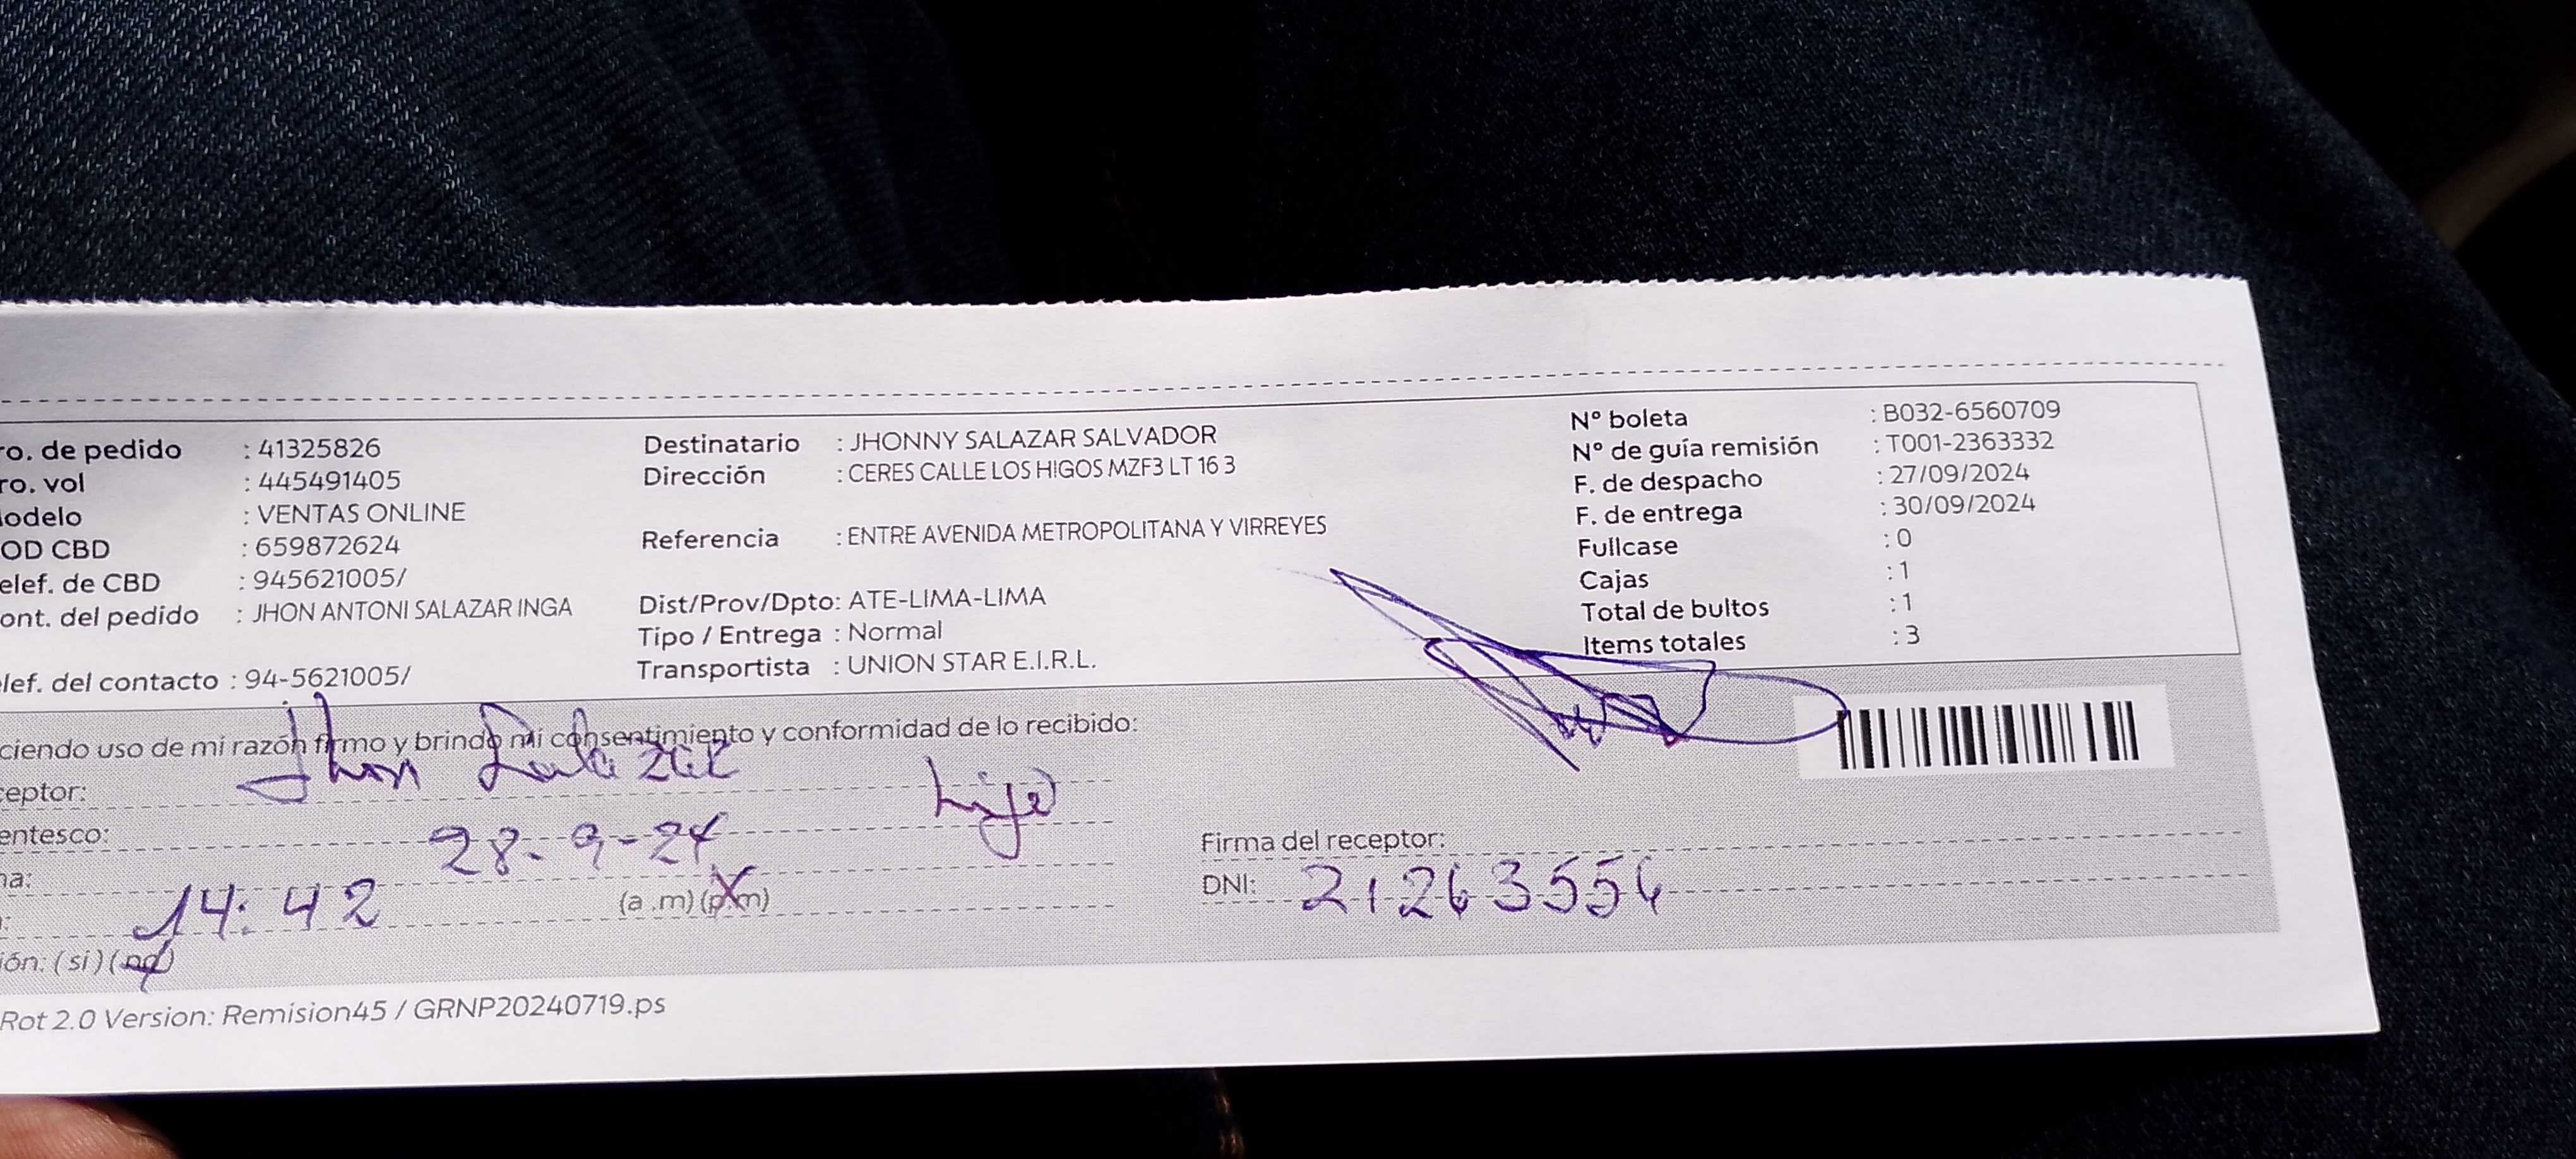 ro. de pedido : 41325826
ro. vol : 445491405
odelo : VENTAS ONLINE
OD CBD : 659872624
elef. de CBD : 945621005/
ont. del pedido : JHON ANTONI SALAZAR INGA
lef. del contacto : 94-5621005/
Destinatario : JHONNY SALAZAR SALVADOR
Dirección : CERES CALLE LOS HIGOS MZF3 LT 16 3
Referencia : ENTRE AVENIDA METROPOLITANA Y VIRREYES
Dist/Prov/Dpto: ATE-LIMA-LIMA
Tipo / Entrega : Normal
Transportista : UNION STAR E.I.R.L.
N° boleta : B032-6560709
N° de guía remisión : T001-2363332
F. de despacho : 27/09/2024
F. de entrega : 30/09/2024
Fullcase : 0
Cajas : 1
Total de bultos : 1
Items totales : 3
ciendo uso de mi razón firmo y brindo mi consentimiento y conformidad de lo recibido:
ceptor: Jhon Salazar
entesco: hijo
na: 28-9-24
: 14:42 (a .m) (p.m)
ión: (si) (no)
Firma del receptor:
DNI: 21263554
Rot 2.0 Version: Remision45 / GRNP20240719.ps